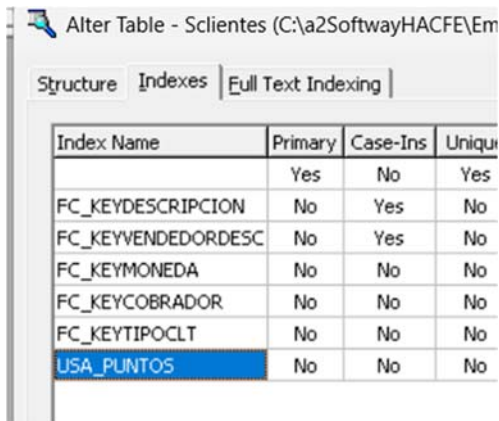 Alter Table - Sclientes (C:\a2SoftwayHACFE\Em
Structure Indexes Full Text Indexing
Index Name Primary Case-Ins Uniqu
Yes No Yes
FC_KEYDESCRIPCION No Yes No
FC_KEYVENDEDORDESC No Yes No
FC_KEYMONEDA No No No
FC_KEYCOBRADOR No No No
FC_KEYTIPOCLT No No No
USA_PUNTOS No No No